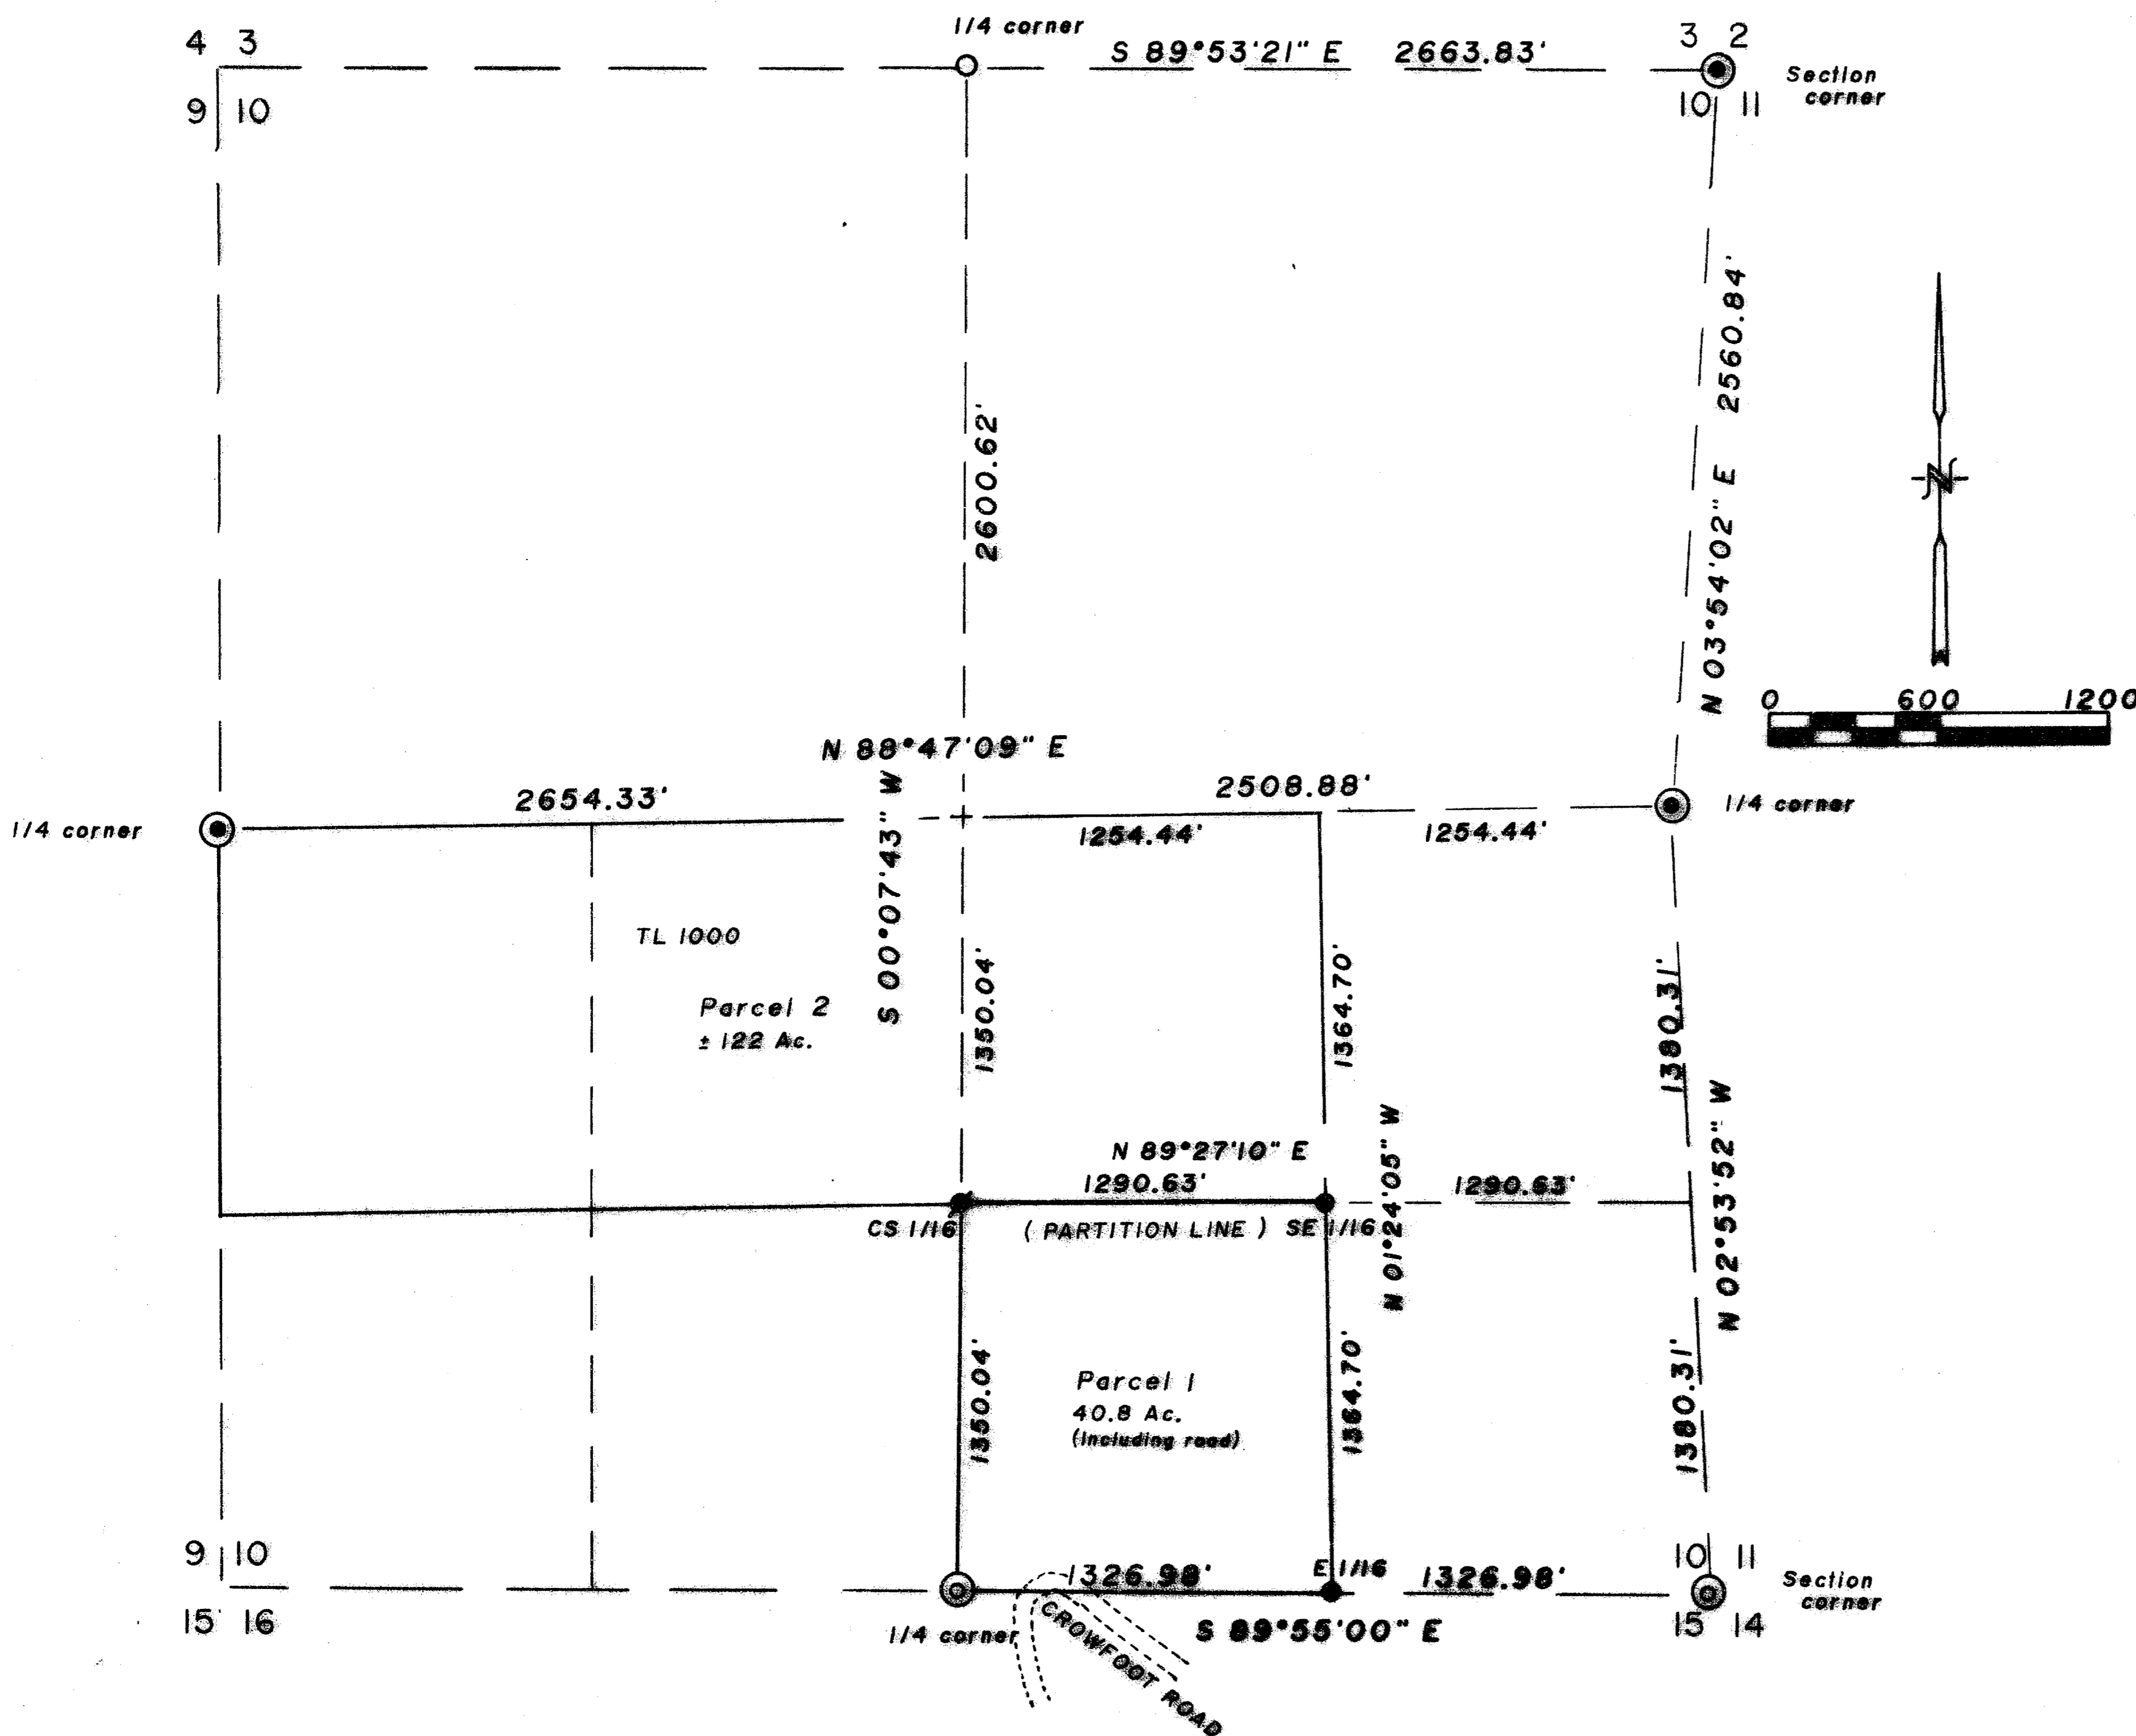 1/4 corner
4 3
S 89°53'21" E 2663.83'
3 2
Section
corner
9 10
10 11
2560.84'
N 03°54'02" E
2600.62'
N
0 600 1200
N 88°47'09" E
2654.33'
2508.88'
1/4 corner
1/4 corner
1254.44'
1254.44'
S 00°07'43" W
TL 1000
Parcel 2
± 122 Ac.
1350.04'
1364.70'
1380.31'
N 89°27'10" E
1290.63'
1290.63'
CS 1/16
( PARTITION LINE )
SE 1/16
N 01°24'05" W
N 02°53'52" W
1350.04'
Parcel 1
40.8 Ac.
(including road)
1364.70'
1380.31'
9 10
10 11
1326.98'
E 1/16
1326.98'
Section
corner
15 16
15 14
1/4 corner
S 89°55'00" E
CROWFOOT ROAD